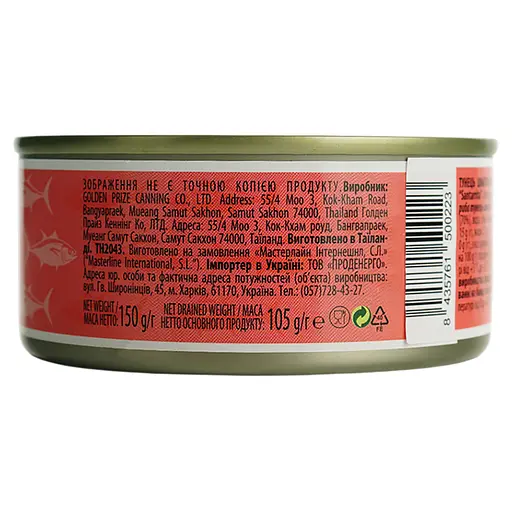 ЗОБРАЖЕННЯ НЕ Є ТОЧНОЮ КОПІЄЮ ПРОДУКТУ. Виробник:
GOLDEN PRIZE CANNING CO., LTD. Address: 55/4 Moo 3, Kok-Kham Road,
Bangyapraek, Mueang Samut Sakhon, Samut Sakhon 74000, Thailand Голден
Прайз Кеннінг Ко, ЛТД. Адреса: 55/4 Moo 3, Кок-Кхам роуд, Бангвапраек,
Муеанг Самут Сакхон, Самут Сакхон 74000, Таїланд. Виготовлено в Таїлан-
ді. TH2043. Виготовлено на замовлення «Мастерлайн Інтернешнл, С.Л.»
("Masterline International, S.L."). Імпортер в Україні: ТОВ «ПРОДЕНЕРГО».
Адреса юр. особи та фактична адреса потужностей (об'єкта) виробництва:
вул. Гв. Широнінців, 45, м. Харків, 61170, Україна. Тел.: (057)728-43-27.
NET WEIGHT/ МАСА НЕТТО: 150 g/г
NET DRAINED WEIGHT / МАСА НЕТТО ОСНОВНОГО ПРОДУКТУ: 105 g/г e
40
8 435761 500223
ТУНЕЦЬ